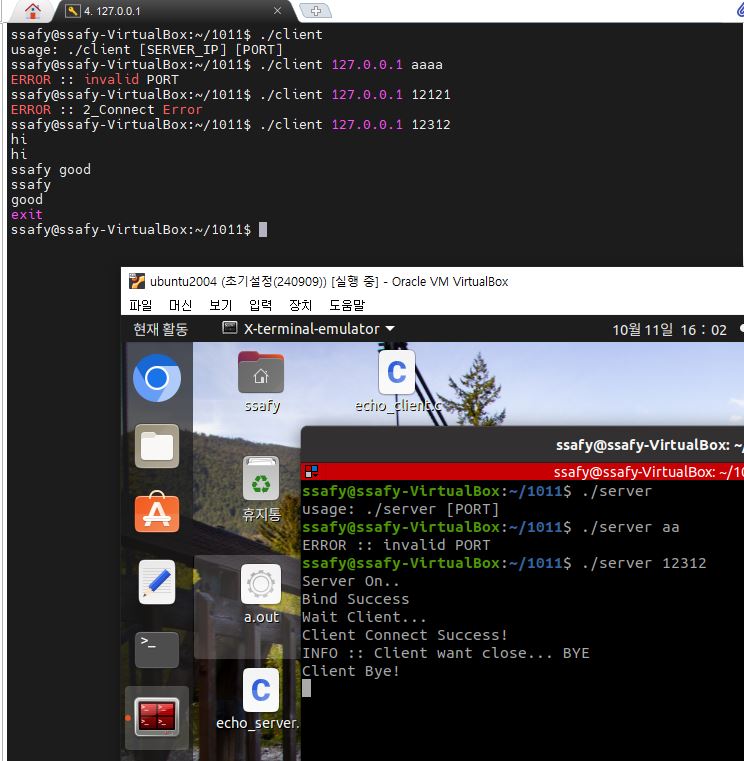 4. 127.0.0.1
ssafy@ssafy-VirtualBox:~/1011$ ./client
usage: ./client [SERVER_IP] [PORT]
ssafy@ssafy-VirtualBox:~/1011$ ./client 127.0.0.1 aaaa
ERROR :: invalid PORT
ssafy@ssafy-VirtualBox:~/1011$ ./client 127.0.0.1 12121
ERROR :: 2_Connect Error
ssafy@ssafy-VirtualBox:~/1011$ ./client 127.0.0.1 12312
hi
hi
ssafy good
ssafy
good
exit
ssafy@ssafy-VirtualBox:~/1011$
ubuntu2004 (초기설정(240909)) [실행 중] - Oracle VM VirtualBox
파일 머신 보기 입력 장치 도움말
현재 활동 X-terminal-emulator 10월 11일 16 : 02
ssafy
echo_client.c
휴지통
a.out
echo_server.
ssafy@ssafy-VirtualBox: ~/
ssafy@ssafy-VirtualBox: ~/10
ssafy@ssafy-VirtualBox:~/1011$ ./server
usage: ./server [PORT]
ssafy@ssafy-VirtualBox:~/1011$ ./server aa
ERROR :: invalid PORT
ssafy@ssafy-VirtualBox:~/1011$ ./server 12312
Server On..
Bind Success
Wait Client...
Client Connect Success!
INFO :: Client want close... BYE
Client Bye!